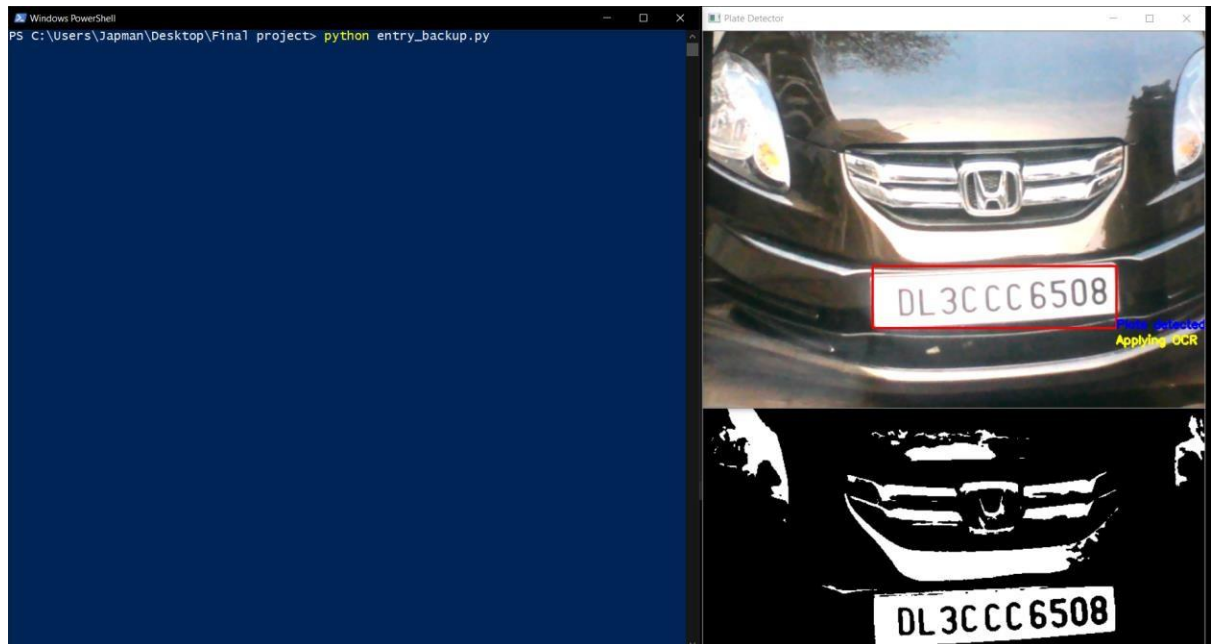 Windows PowerShell
PS C:\Users\Japman\Desktop\Final project> python entry_backup.py
Plate Detector
DL3CCC6508
Plate detected
Applying OCR
DL3CCC6508